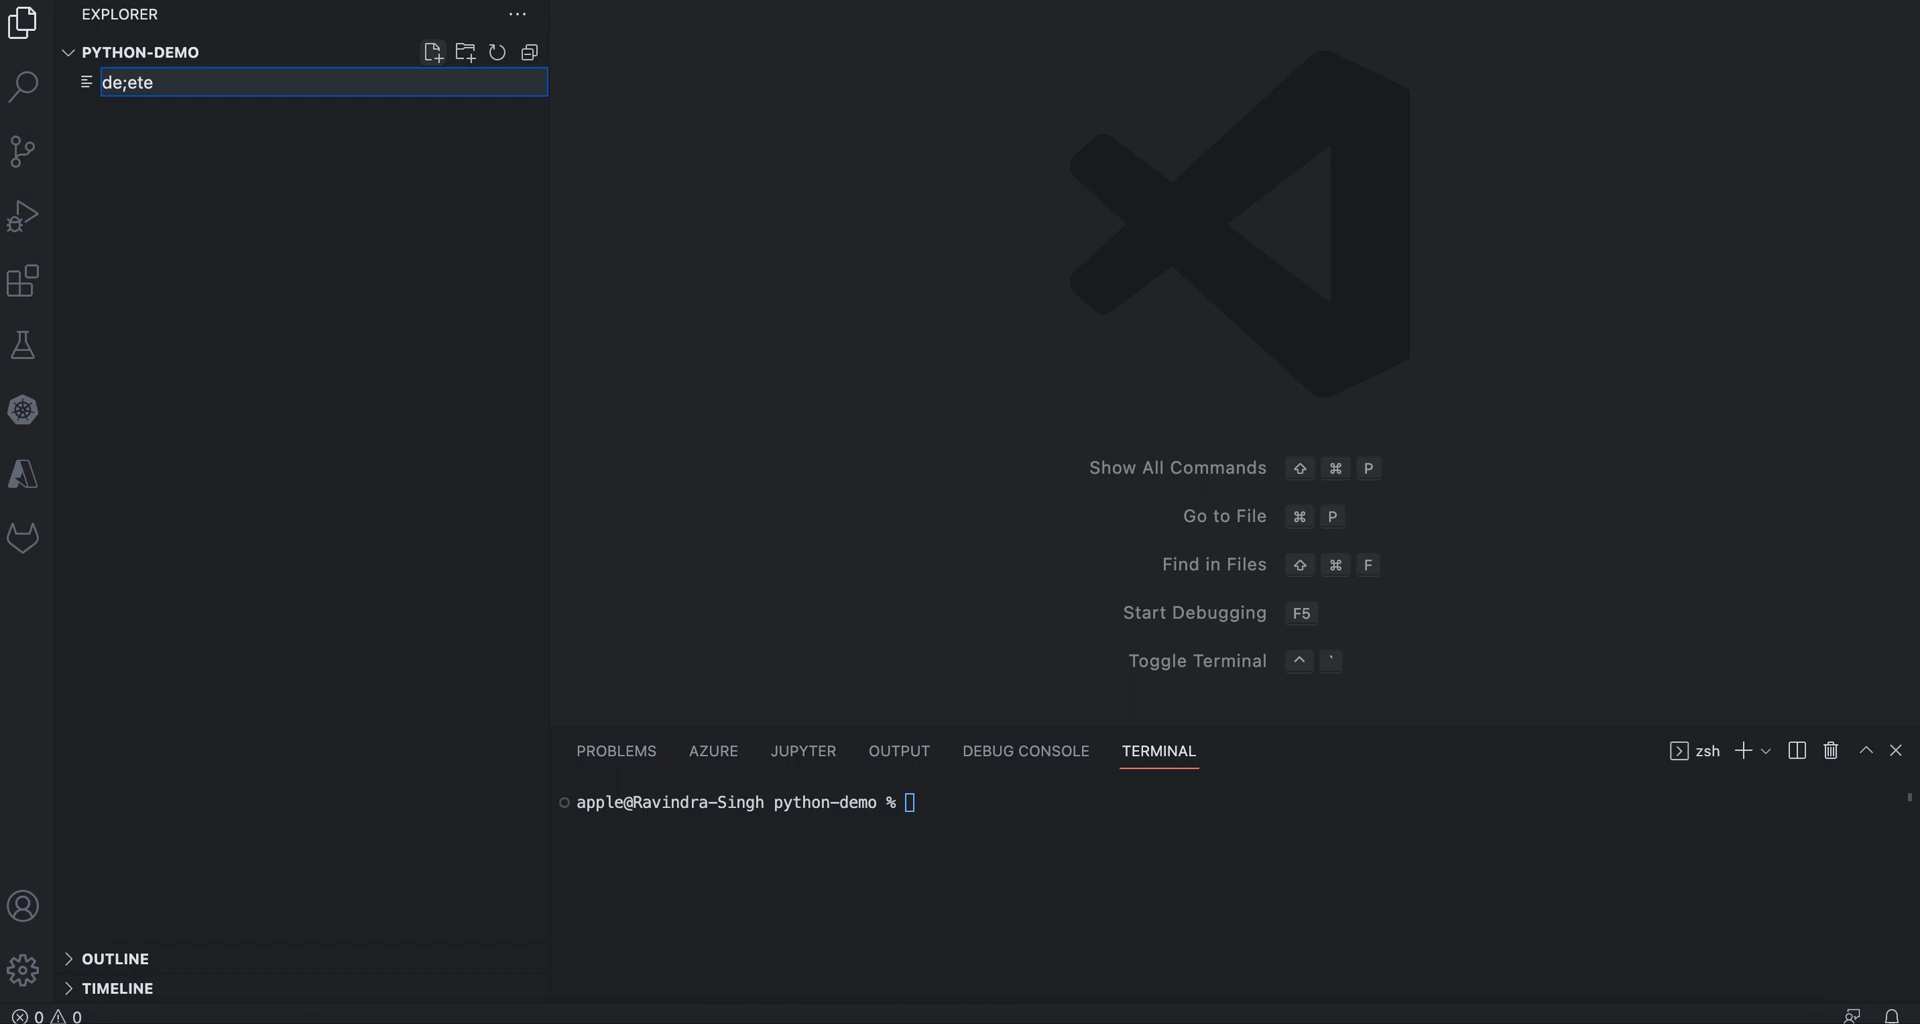 EXPLORER
PYTHON-DEMO
de;ete
Show All Commands ⇧ ⌘ P
Go to File ⌘ P
Find in Files ⇧ ⌘ F
Start Debugging F5
Toggle Terminal ^ `
PROBLEMS AZURE JUPYTER OUTPUT DEBUG CONSOLE TERMINAL zsh
apple@Ravindra-Singh python-demo %
OUTLINE
TIMELINE
0 0